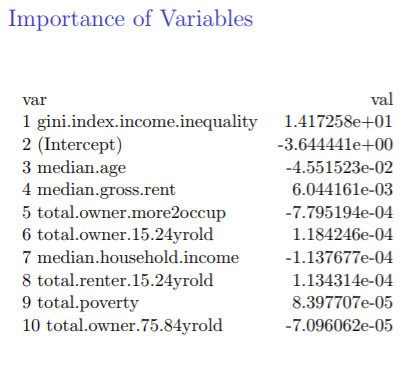 Importance of Variables
var val
1 gini.index.income.inequality 1.417258e+01
2 (Intercept) -3.644441e+00
3 median.age -4.551523e-02
4 median.gross.rent 6.044161e-03
5 total.owner.more2occup -7.795194e-04
6 total.owner.15.24yrold 1.184246e-04
7 median.household.income -1.137677e-04
8 total.renter.15.24yrold 1.134314e-04
9 total.poverty 8.397707e-05
10 total.owner.75.84yrold -7.096062e-05